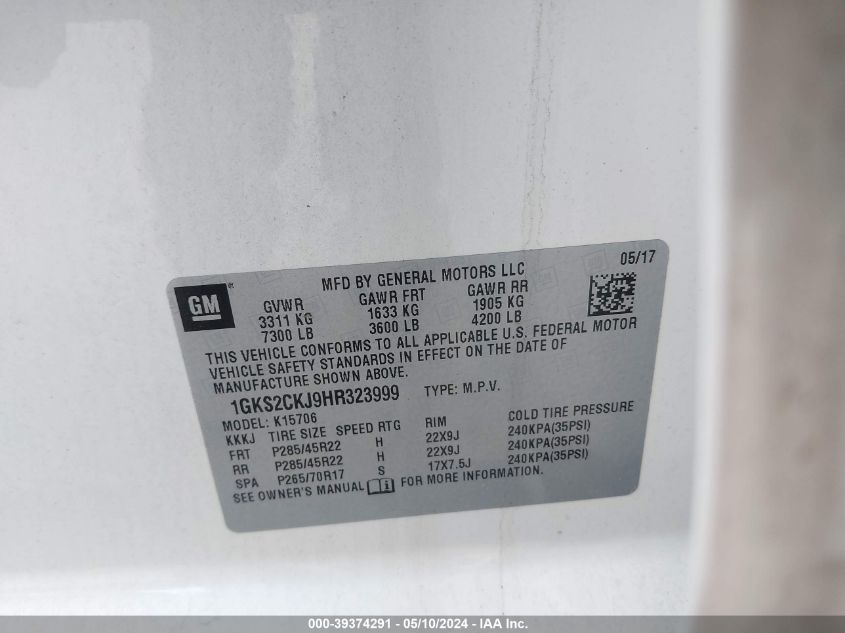 MFD BY GENERAL MOTORS LLC 05/17
GM
GVWR GAWR FRT GAWR RR
3311 KG 1633 KG 1905 KG
7300 LB 3600 LB 4200 LB
THIS VEHICLE CONFORMS TO ALL APPLICABLE U.S. FEDERAL MOTOR
VEHICLE SAFETY STANDARDS IN EFFECT ON THE DATE OF
MANUFACTURE SHOWN ABOVE.
1GKS2CKJ9HR323999 TYPE: M.P.V.
MODEL: K15706
KKKJ TIRE SIZE SPEED RTG RIM COLD TIRE PRESSURE
FRT P285/45R22 H 22X9J 240KPA(35PSI)
RR P285/45R22 H 22X9J 240KPA(35PSI)
SPA P265/70R17 S 17X7.5J 240KPA(35PSI)
SEE OWNER'S MANUAL FOR MORE INFORMATION.
000-39374291 - 05/10/2024 - IAA Inc.